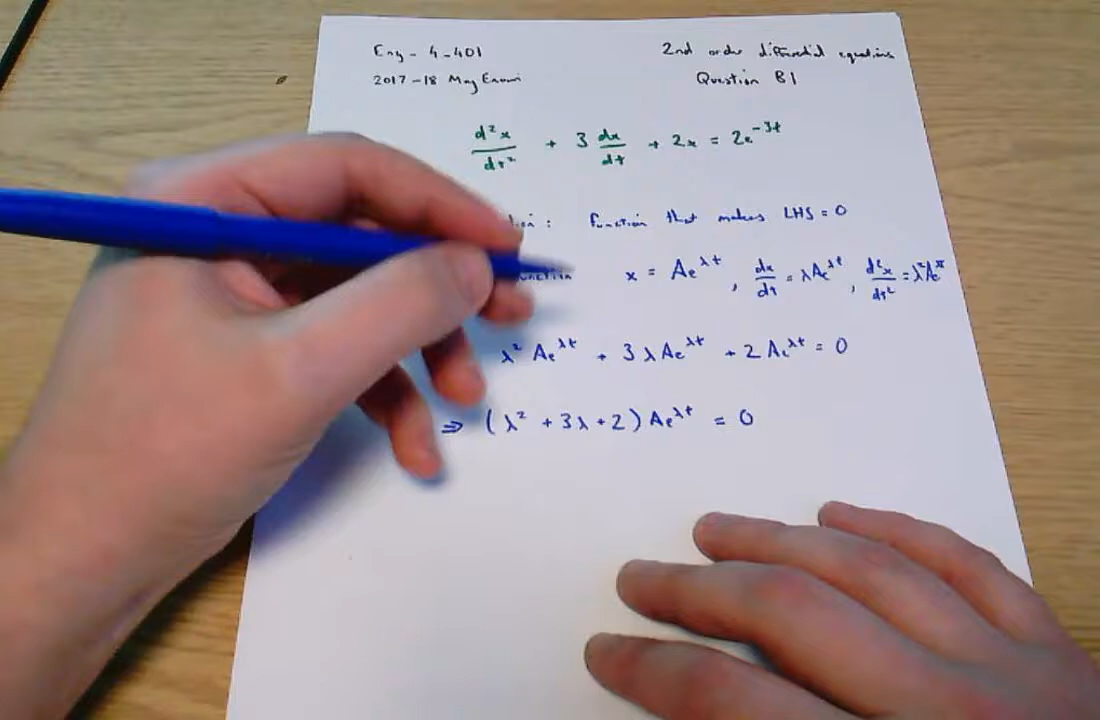 Eng - 4 - 401
2nd order differential equations
2017 - 18 May Exam
Question B1
d²x/dt² + 3 dx/dt + 2x = 2e^-3t
function that makes LHS = 0
x = Ae^λt , dx/dt = λAe^λt , d²x/dt² = λ²Ae^λt
λ² Ae^λt + 3λAe^λt + 2Ae^λt = 0
⇒ (λ² + 3λ + 2) Ae^λt = 0